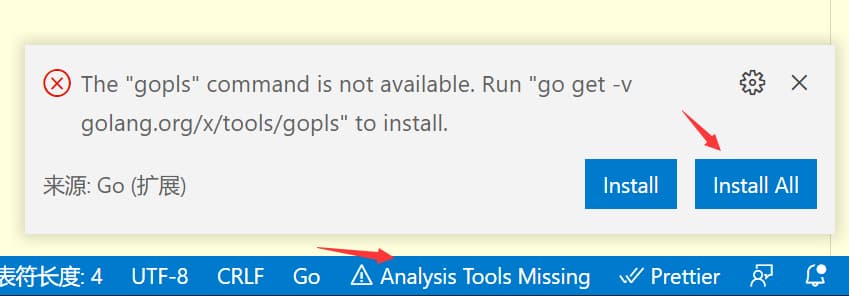 The "gopls" command is not available. Run "go get -v
golang.org/x/tools/gopls" to install.
来源: Go (扩展)
Install
Install All
表符长度: 4
UTF-8
CRLF
Go
Analysis Tools Missing
Prettier